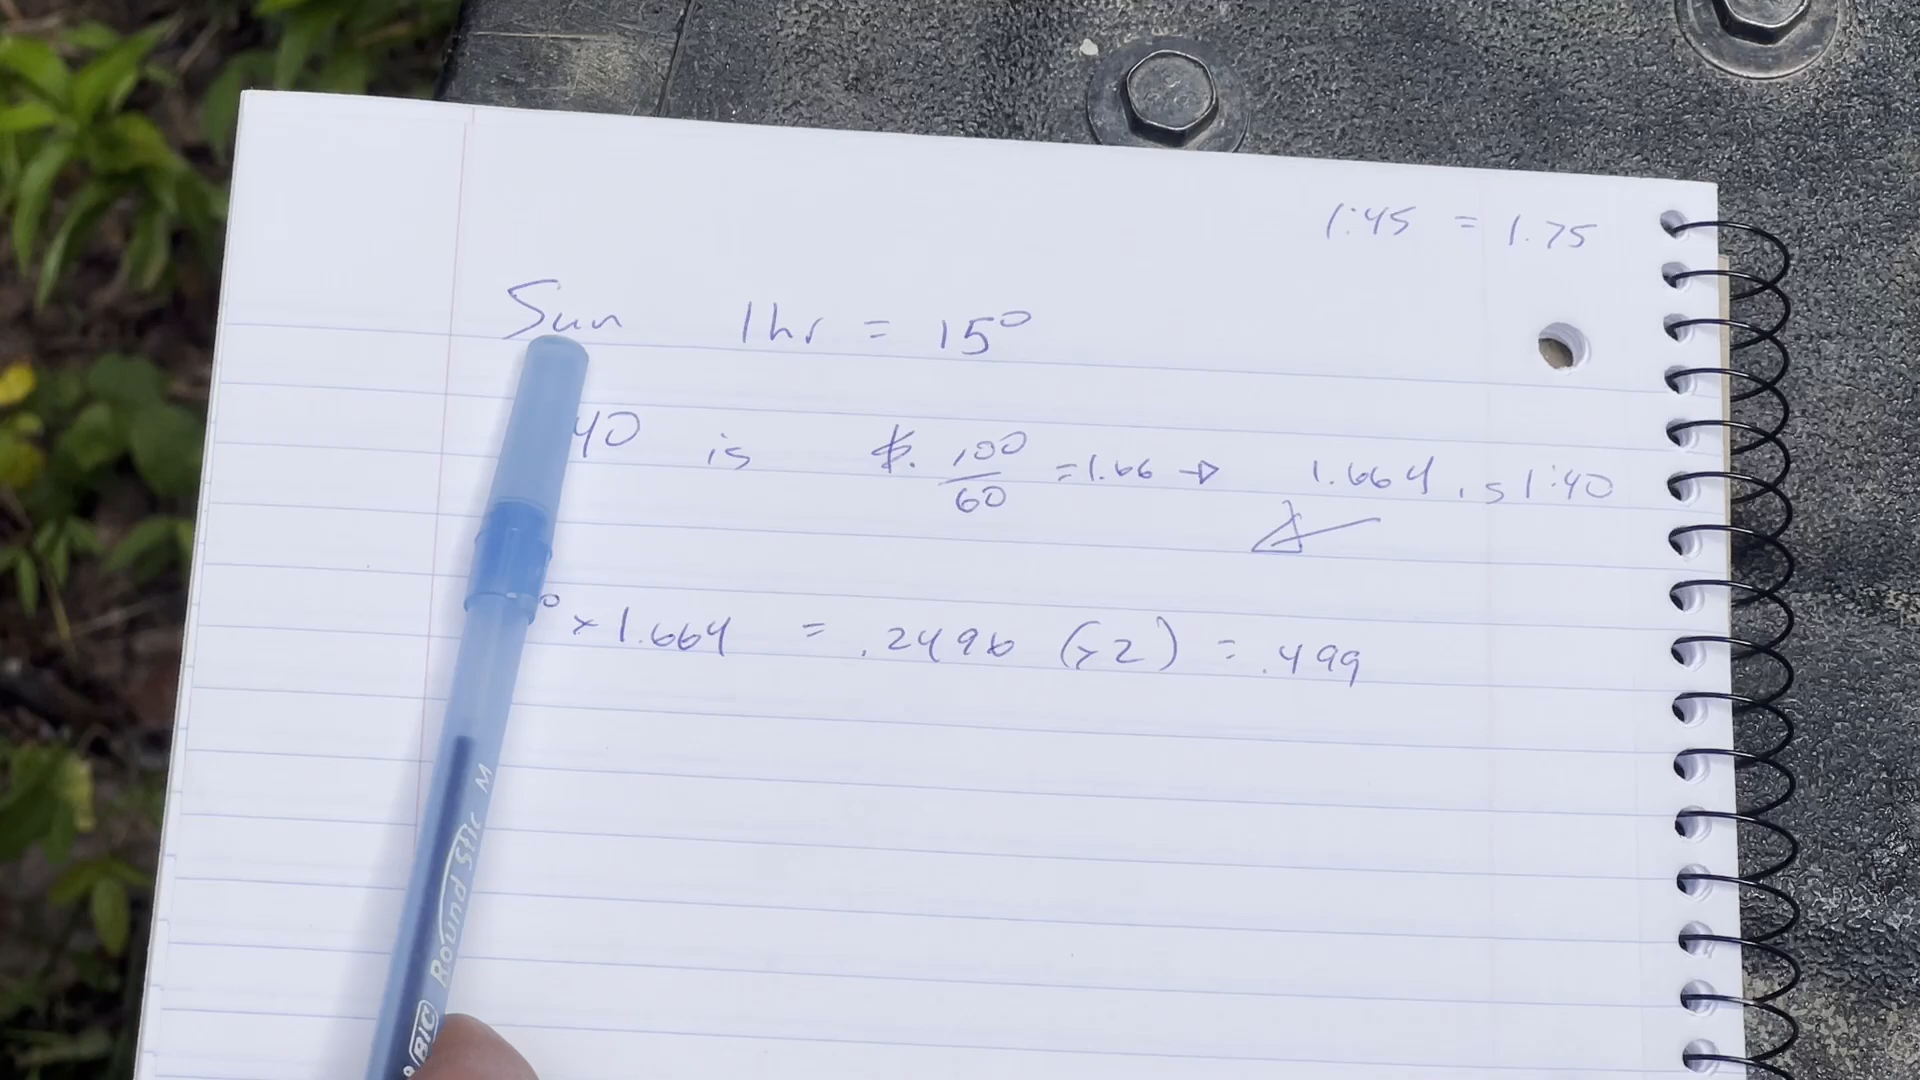 1:45 = 1.75
Sun 1hr = 15°
40 is .100/60 =1.66 → 1.664 is 1:40
° × 1.664 = .2496 (×2) = .499
BIC Round Stic M